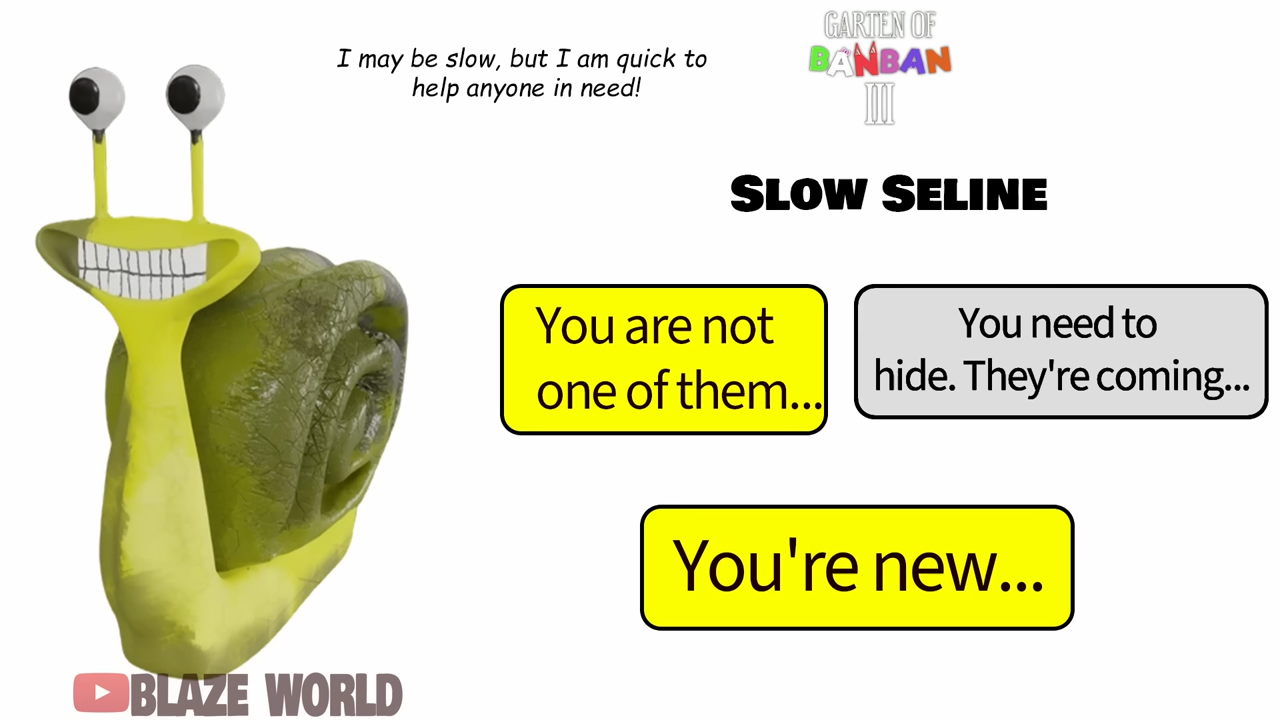 I may be slow, but I am quick to
help anyone in need!
GARTEN OF
BANBAN
III
SLOW SELINE
You are not
one of them...
You need to
hide. They're coming...
You're new...
BLAZE WORLD